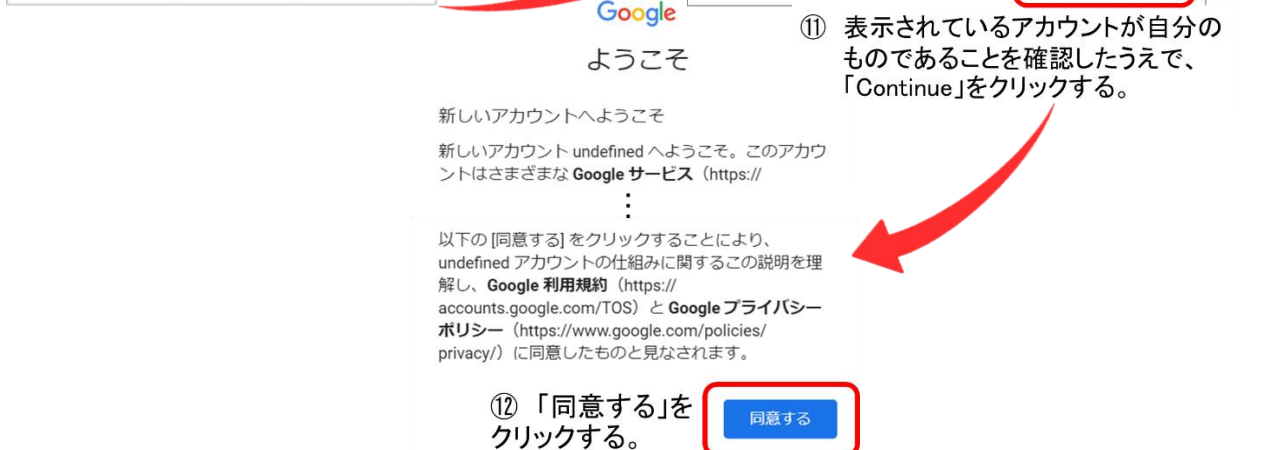 Google
⑪ 表示されているアカウントが自分の
ものであることを確認したうえで、
「Continue」をクリックする。
ようこそ
新しいアカウントへようこそ
新しいアカウント undefined へようこそ。このアカウ
ントはさまざまな Google サービス（https://
以下の [同意する] をクリックすることにより、
undefined アカウントの仕組みに関するこの説明を理
解し、Google 利用規約（https://
accounts.google.com/TOS）と Google プライバシー
ポリシー（https://www.google.com/policies/
privacy/）に同意したものと見なされます。
⑫ 「同意する」を
クリックする。
同意する